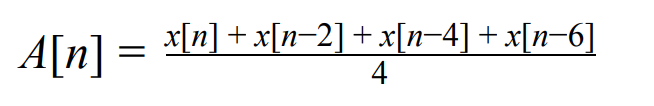 A[n] = x[n] + x[n−2] + x[n−4] + x[n−6]
4